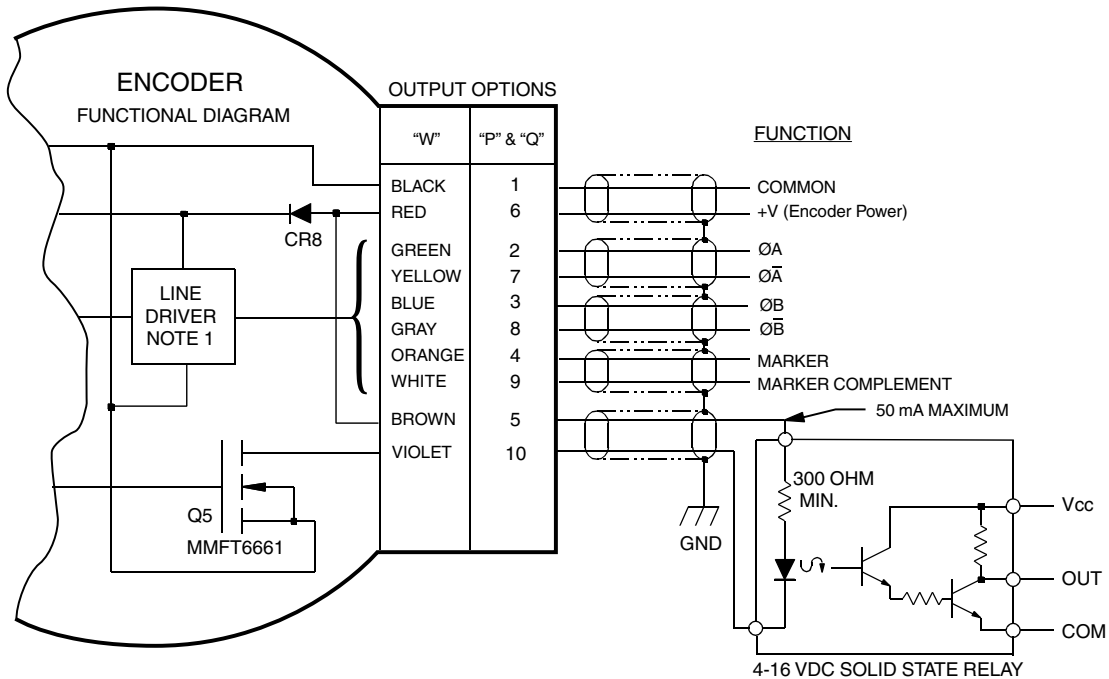 ENCODER
FUNCTIONAL DIAGRAM
OUTPUT OPTIONS
“W” “P” & “Q”
FUNCTION
BLACK 1 COMMON
RED 6 +V (Encoder Power)
CR8
GREEN 2 ØA
YELLOW 7 ØA̅
BLUE 3 ØB
GRAY 8 ØB̅
ORANGE 4 MARKER
WHITE 9 MARKER COMPLEMENT
LINE
DRIVER
NOTE 1
BROWN 5 50 mA MAXIMUM
VIOLET 10
Q5
MMFT6661
GND
300 OHM
MIN.
Vcc
OUT
COM
4-16 VDC SOLID STATE RELAY